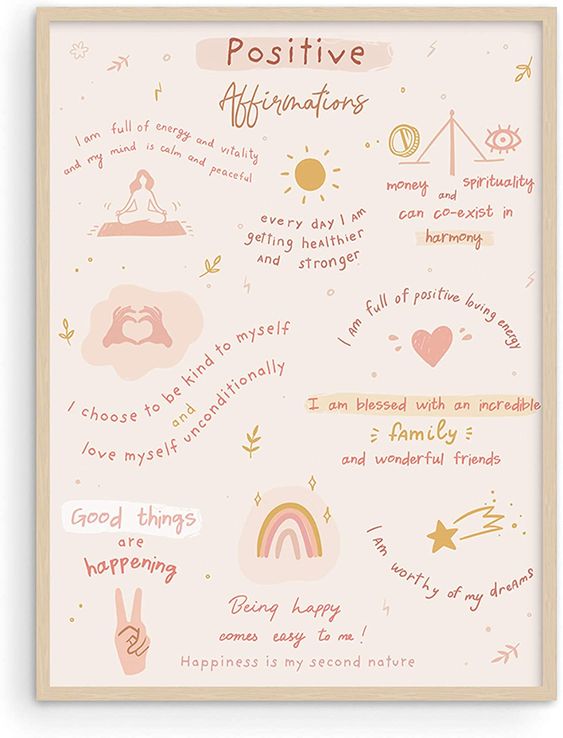 Positive
Affirmations
I am full of energy and vitality
and my mind is calm and peaceful
every day I am
getting healthier
and stronger
money and spirituality
can co-exist in
harmony
I am full of positive loving energy
I choose to be kind to myself
and
love myself unconditionally
I am blessed with an incredible
family
and wonderful friends
Good things
are
happening
I am worthy of my dreams
Being happy
comes easy to me!
Happiness is my second nature